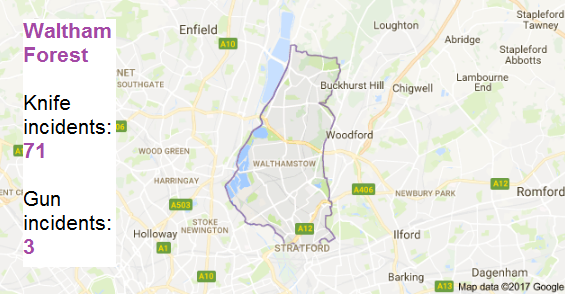 Waltham
Forest
Knife
incidents:
71
Gun
incidents:
3
Enfield
Loughton
Stapleford
Tawney
A10
Abridge
Stapleford
Abbotts
NET
SOUTHGATE
Buckhurst Hill
Chigwell
Lambourne
End
06
Woodford
WOOD GREEN
WALTHAMSTOW
HARRINGAY
A406
NEWBURY PARK
A12
Romford
A503
STOKE
NEWINGTON
Holloway
A1
A12
STRATFORD
Ilford
A10
Barking
A13
Dagenham
Map data ©2017 Google